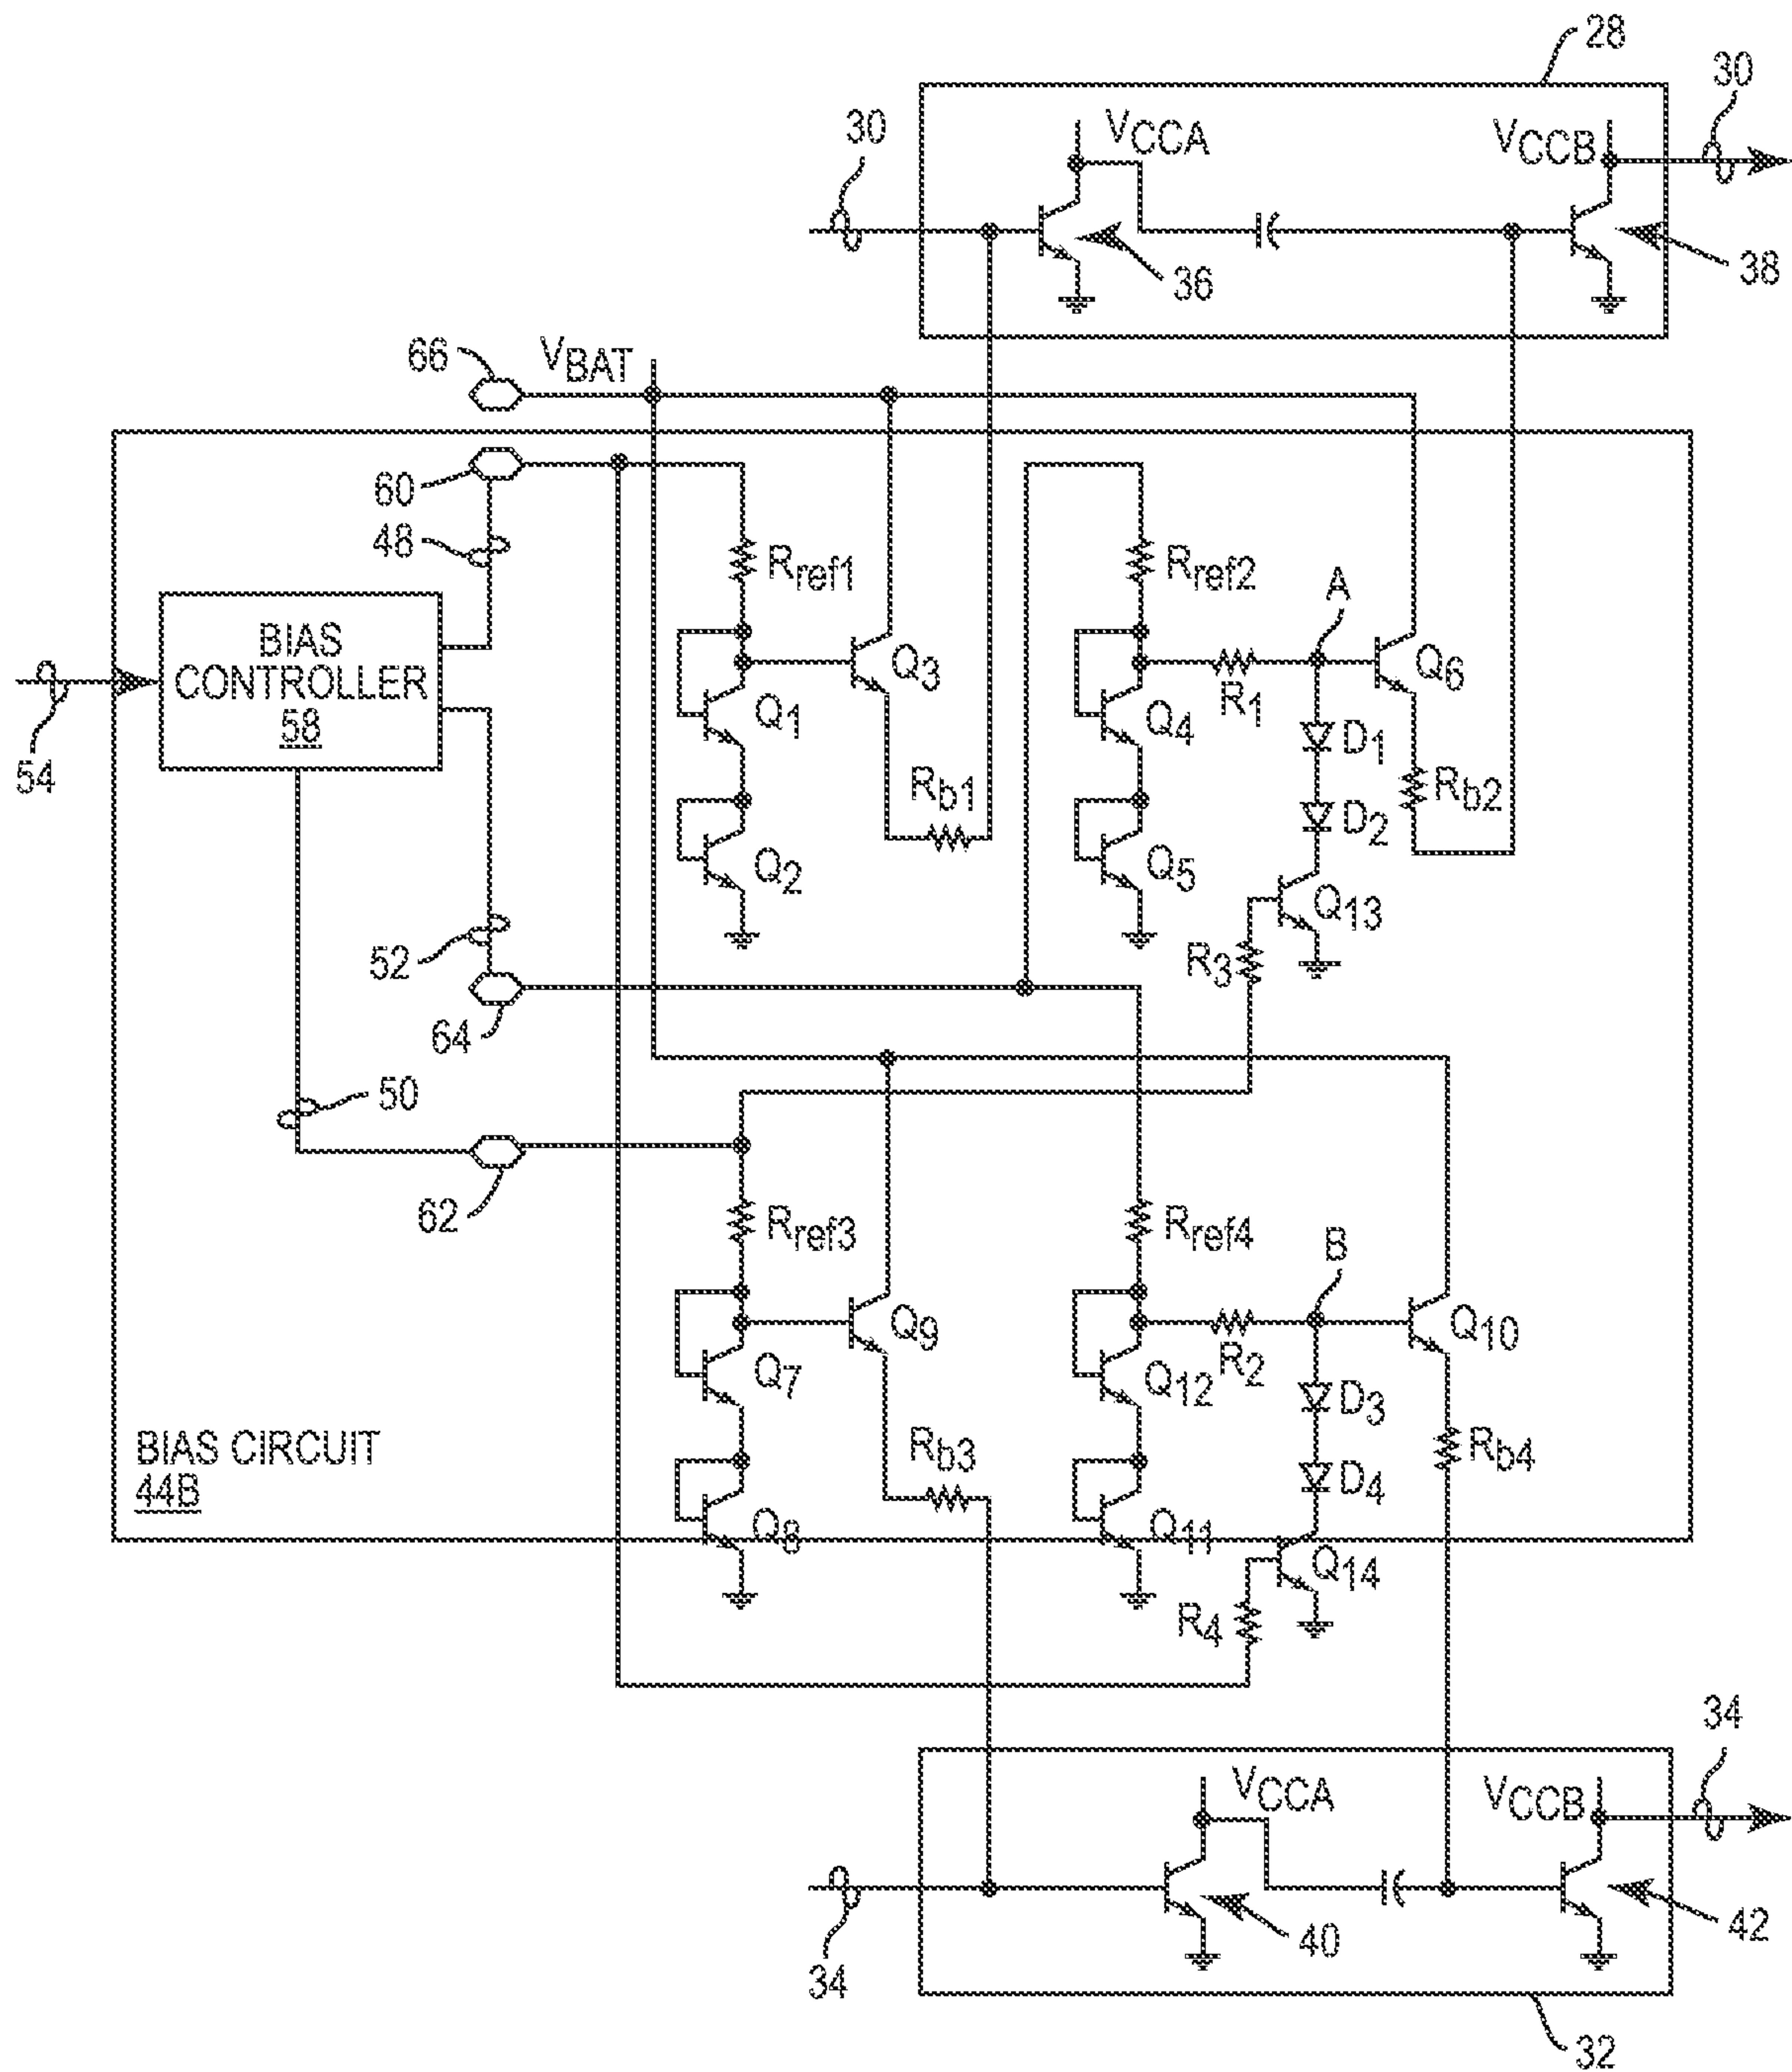 28
30
30
VCCA
VCCB
36
38
66
VBAT
60
48
Rref1
Rref2
A
BIAS
CONTROLLER
58
Q3
Q6
Q1
R1
Q4
D1
54
Rb1
Rb2
D2
Q2
Q5
Q13
52
R3
64
50
62
Rref3
Rref4
B
Q9
Q10
R2
Q7
Q12
D3
BIAS CIRCUIT
44B
Rb3
Rb4
D4
Q8
Q11
Q14
R4
34
VCCA
VCCB
40
42
34
32